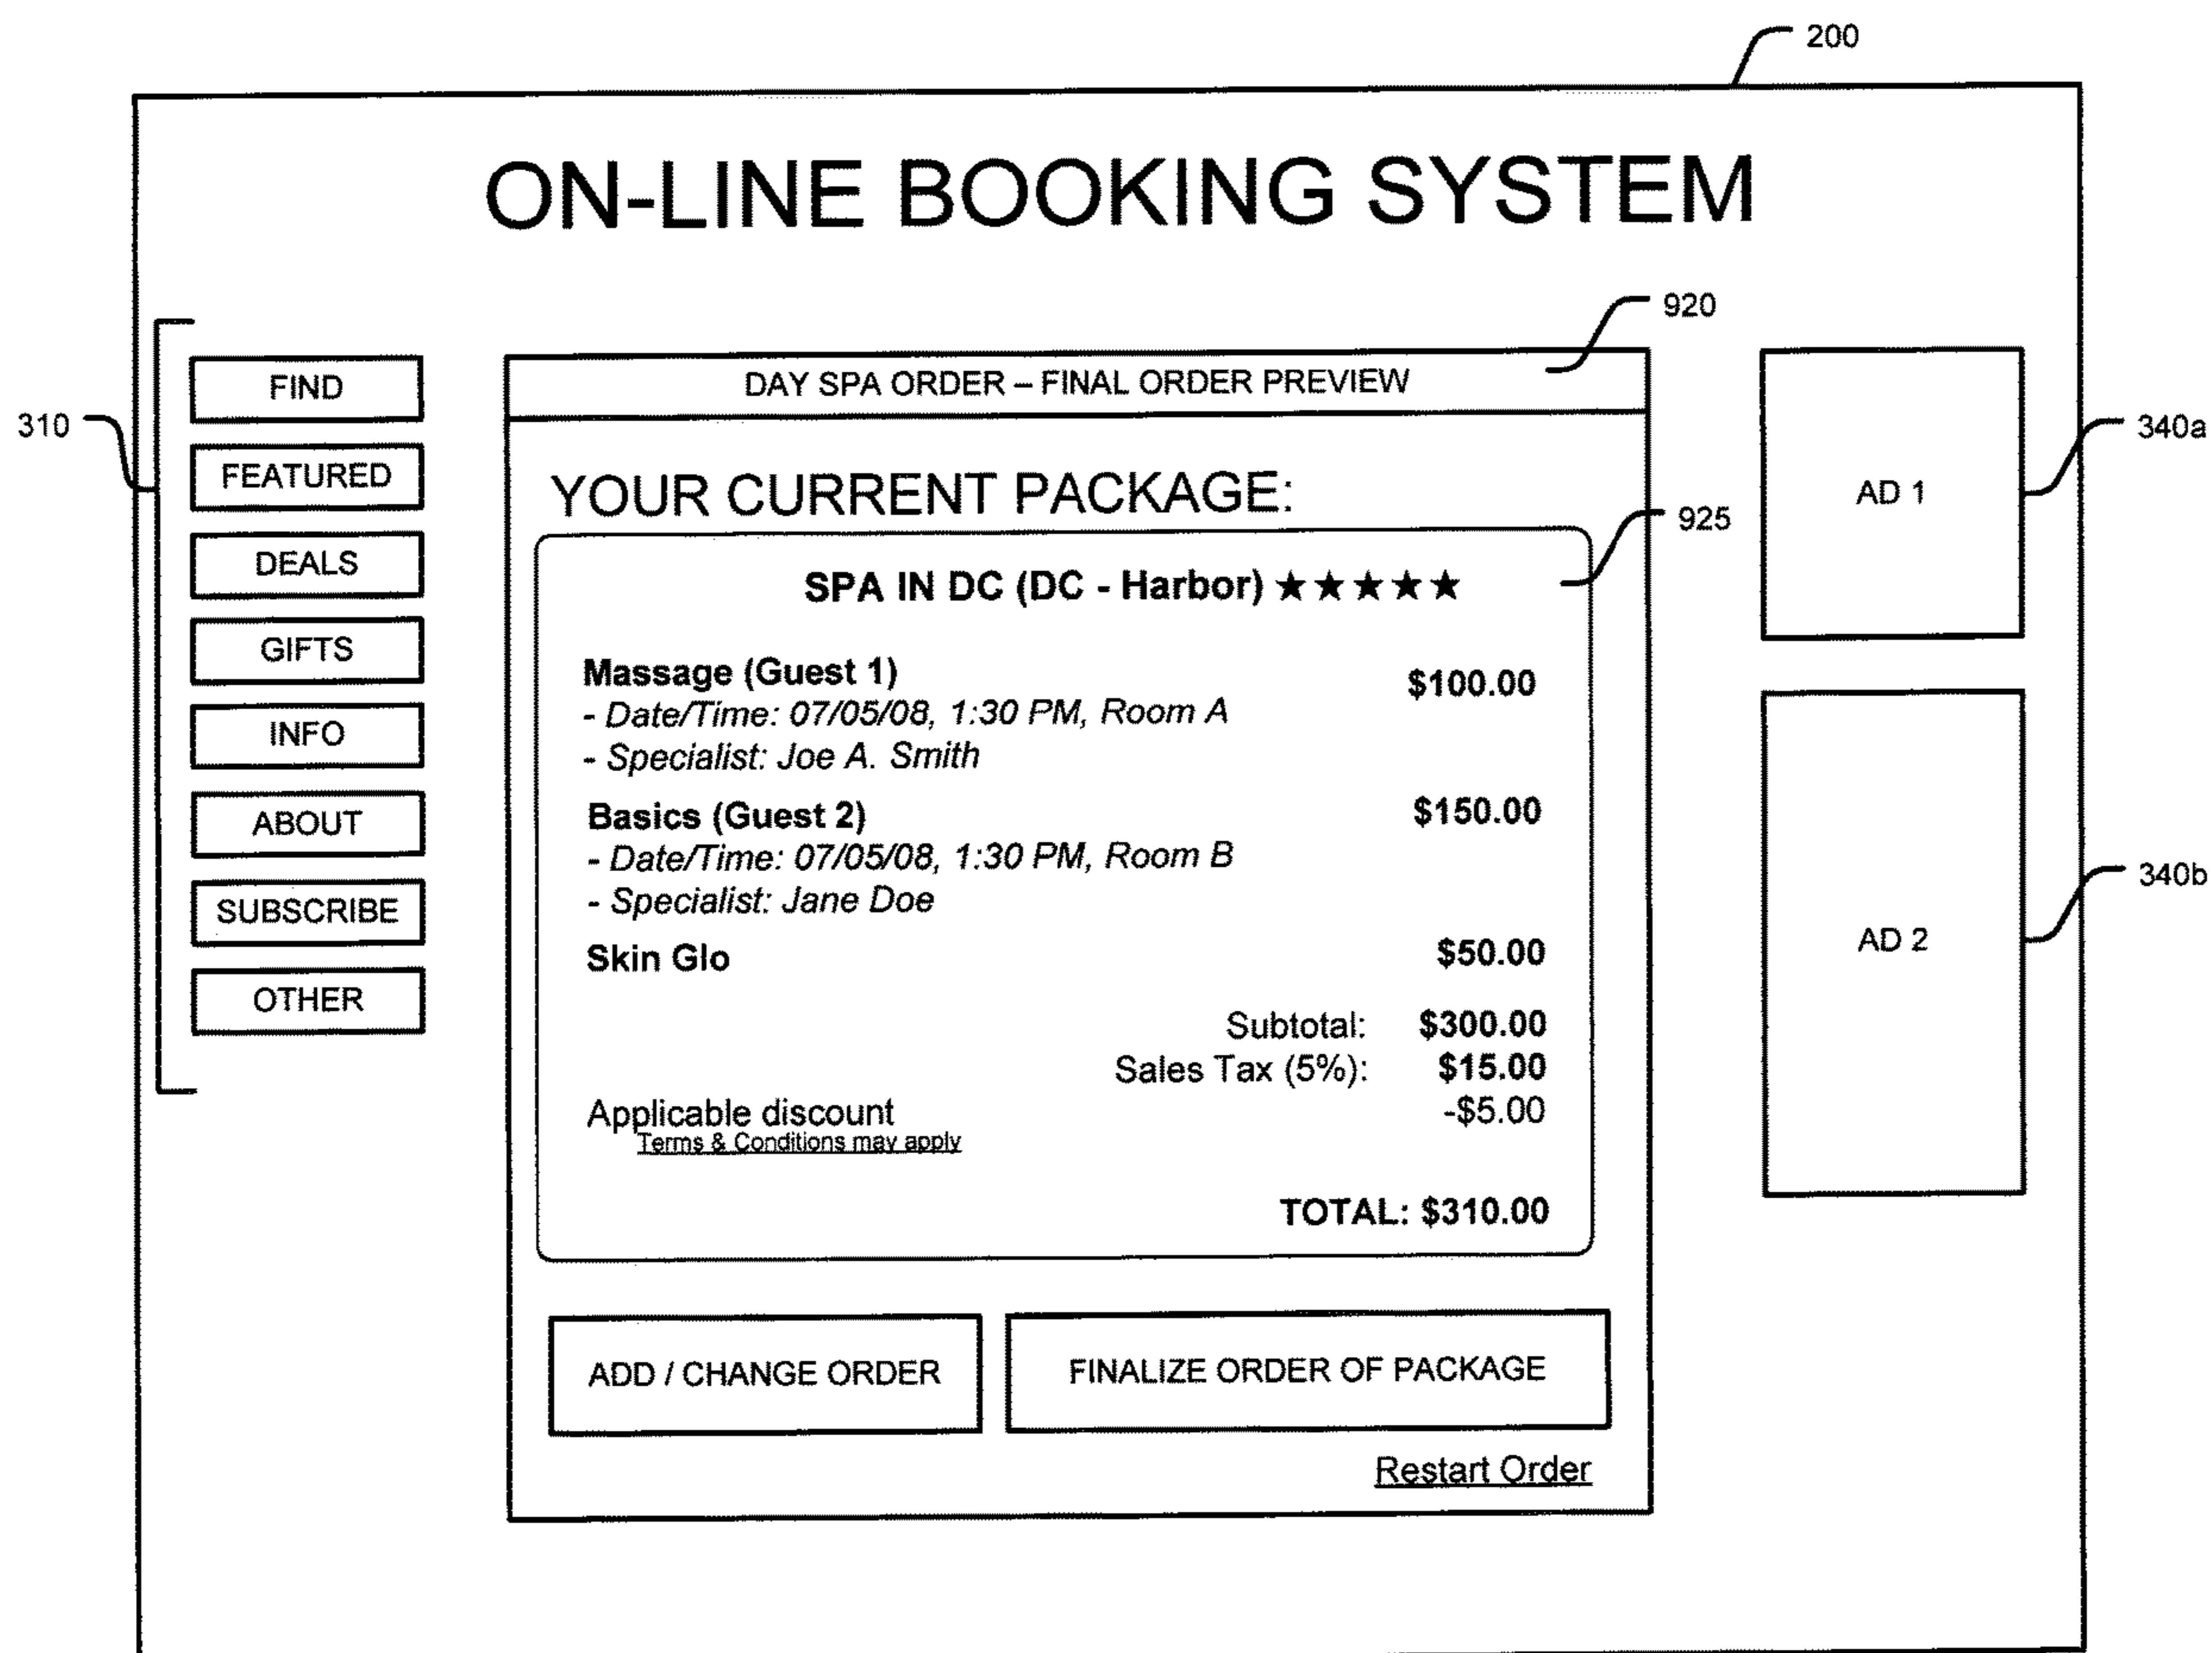 200
ON-LINE BOOKING SYSTEM
310
FIND
FEATURED
DEALS
GIFTS
INFO
ABOUT
SUBSCRIBE
OTHER
920
DAY SPA ORDER – FINAL ORDER PREVIEW
YOUR CURRENT PACKAGE:
925
SPA IN DC (DC - Harbor) ★★★★★
Massage (Guest 1) $100.00
- Date/Time: 07/05/08, 1:30 PM, Room A
- Specialist: Joe A. Smith
Basics (Guest 2) $150.00
- Date/Time: 07/05/08, 1:30 PM, Room B
- Specialist: Jane Doe
Skin Glo $50.00
Subtotal: $300.00
Sales Tax (5%): $15.00
Applicable discount -$5.00
Terms & Conditions may apply
TOTAL: $310.00
ADD / CHANGE ORDER
FINALIZE ORDER OF PACKAGE
Restart Order
AD 1
340a
AD 2
340b